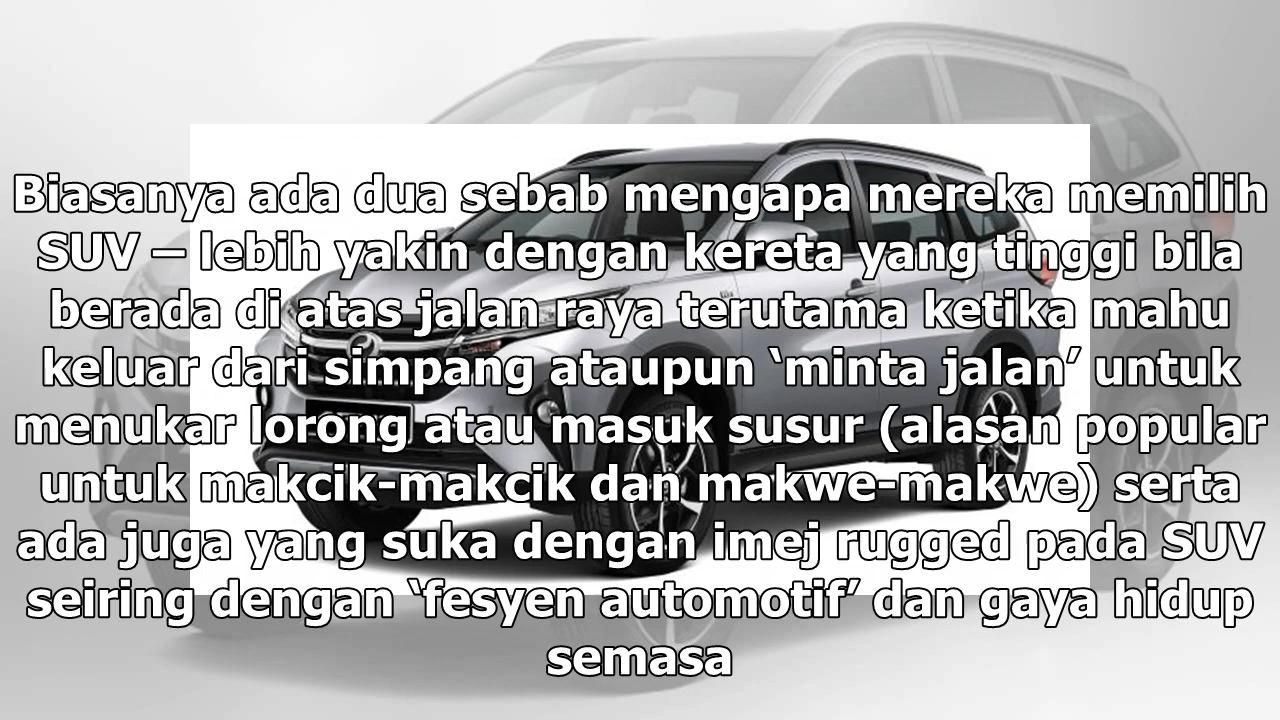 Biasanya ada dua sebab mengapa mereka memilih
SUV – lebih yakin dengan kereta yang tinggi bila
berada di atas jalan raya terutama ketika mahu
keluar dari simpang ataupun ‘minta jalan’ untuk
menukar lorong atau masuk susur (alasan popular
untuk makcik-makcik dan makwe-makwe) serta
ada juga yang suka dengan imej rugged pada SUV
seiring dengan ‘fesyen automotif’ dan gaya hidup
semasa